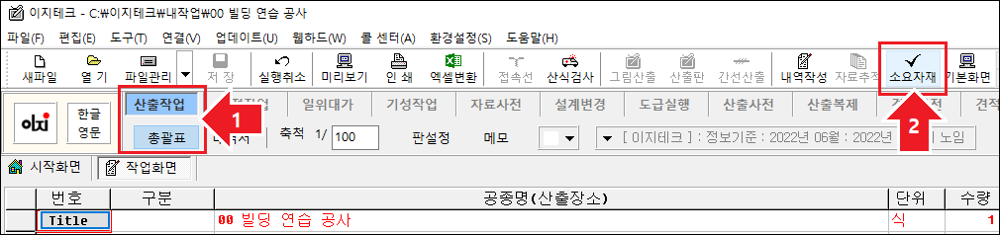 이지테크 - C:₩이지테크₩내작업₩00 빌딩 연습 공사
파일(F) 편집(E) 도구(T) 연결(V) 업데이트(U) 웹하드(W) 콜 센터(A) 환경설정(S) 도움말(H)
새파일 열 기 파일관리 저 장 실행취소 미리보기 인 쇄 엑셀변환 접속선 산식검사 그림산출 산출판 간선산출 내역작성 자료추적 소요자재 기본화면
산출작업 일위대가 기성작업 자료사전 설계변경 도급실행 산출사전 산출복제 견적
1
2
한글
영문
총괄표 축척 1/ 100 판설정 메모 [ 이지테크 ] : 정보기준 : 2022년 06월 : 2022년 노임
시작화면 작업화면
번호 구분 공종명(산출장소) 단위 수량
Title 00 빌딩 연습 공사 식 1